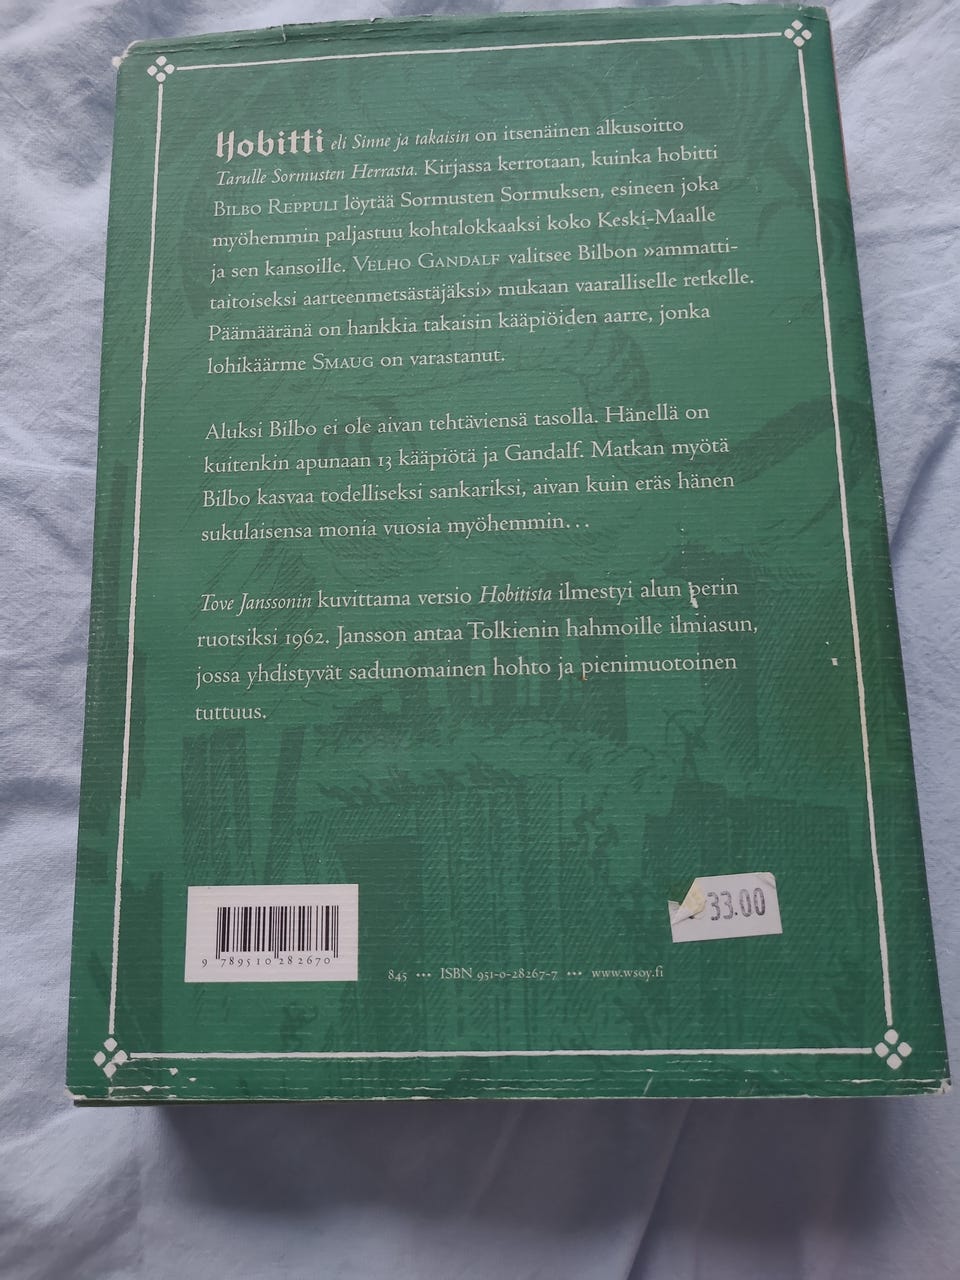 Hobitti eli Sinne ja takaisin on itsenäinen alkusoitto
Tarulle Sormusten Herrasta. Kirjassa kerrotaan, kuinka hobitti
BILBO REPPULI löytää Sormusten Sormuksen, esineen joka
myöhemmin paljastuu kohtalokkaaksi koko Keski-Maalle
ja sen kansoille. VELHO GANDALF valitsee Bilbon »ammatti-
taitoiseksi aarteenmetsästäjäksi» mukaan vaaralliselle retkelle.
Päämääränä on hankkia takaisin kääpiöiden aarre, jonka
lohikäärme SMAUG on varastanut.
Aluksi Bilbo ei ole aivan tehtäviensä tasolla. Hänellä on
kuitenkin apunaan 13 kääpiötä ja Gandalf. Matkan myötä
Bilbo kasvaa todelliseksi sankariksi, aivan kuin eräs hänen
sukulaisensa monia vuosia myöhemmin...
Tove Janssonin kuvittama versio Hobitista ilmestyi alun perin
ruotsiksi 1962. Jansson antaa Tolkienin hahmoille ilmiasun,
jossa yhdistyvät sadunomainen hohto ja pienimuotoinen
tuttuus.
33.00
9 789510 282670
84.5 ••• ISBN 951-0-28267-7 ••• www.wsoy.fi